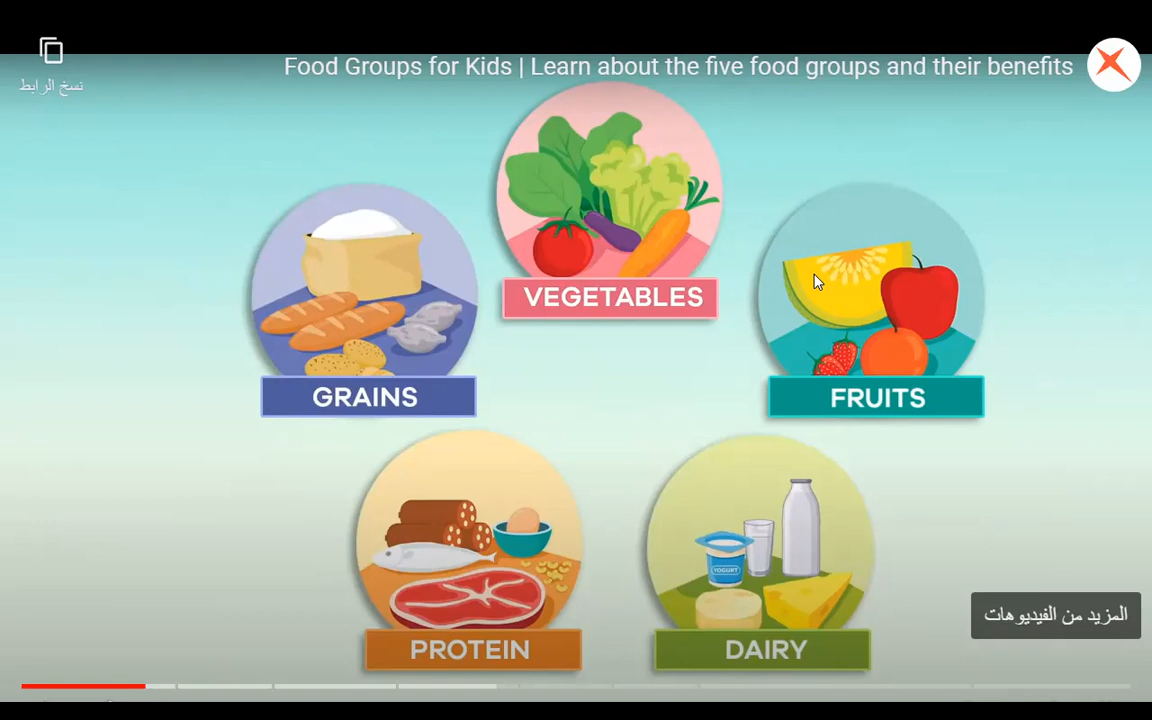 Food Groups for Kids | Learn about the five food groups and their benefits
نسخ الرابط
VEGETABLES
GRAINS
FRUITS
YOGURT
PROTEIN
DAIRY
المزيد من الفيديوهات